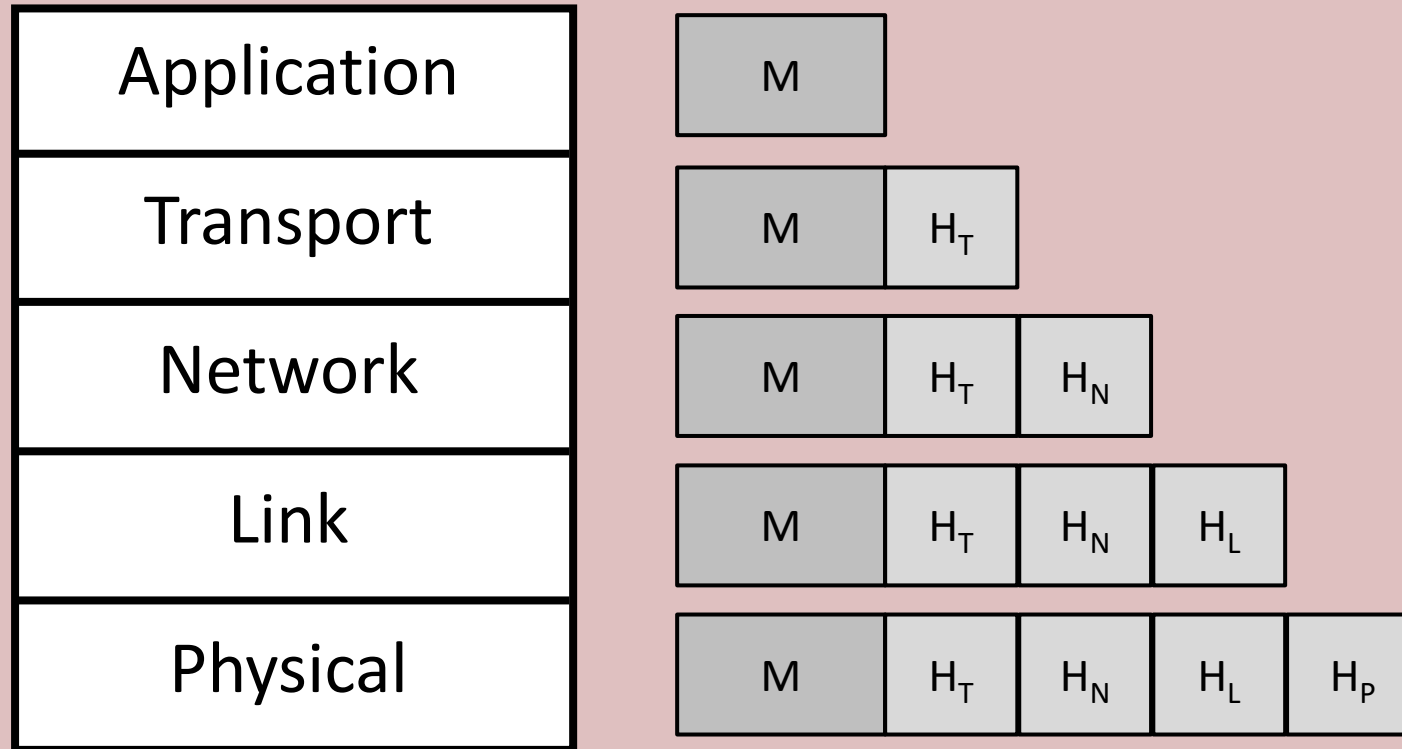 Application M
Transport M H_T
Network M H_T H_N
Link M H_T H_N H_L
Physical M H_T H_N H_L H_P